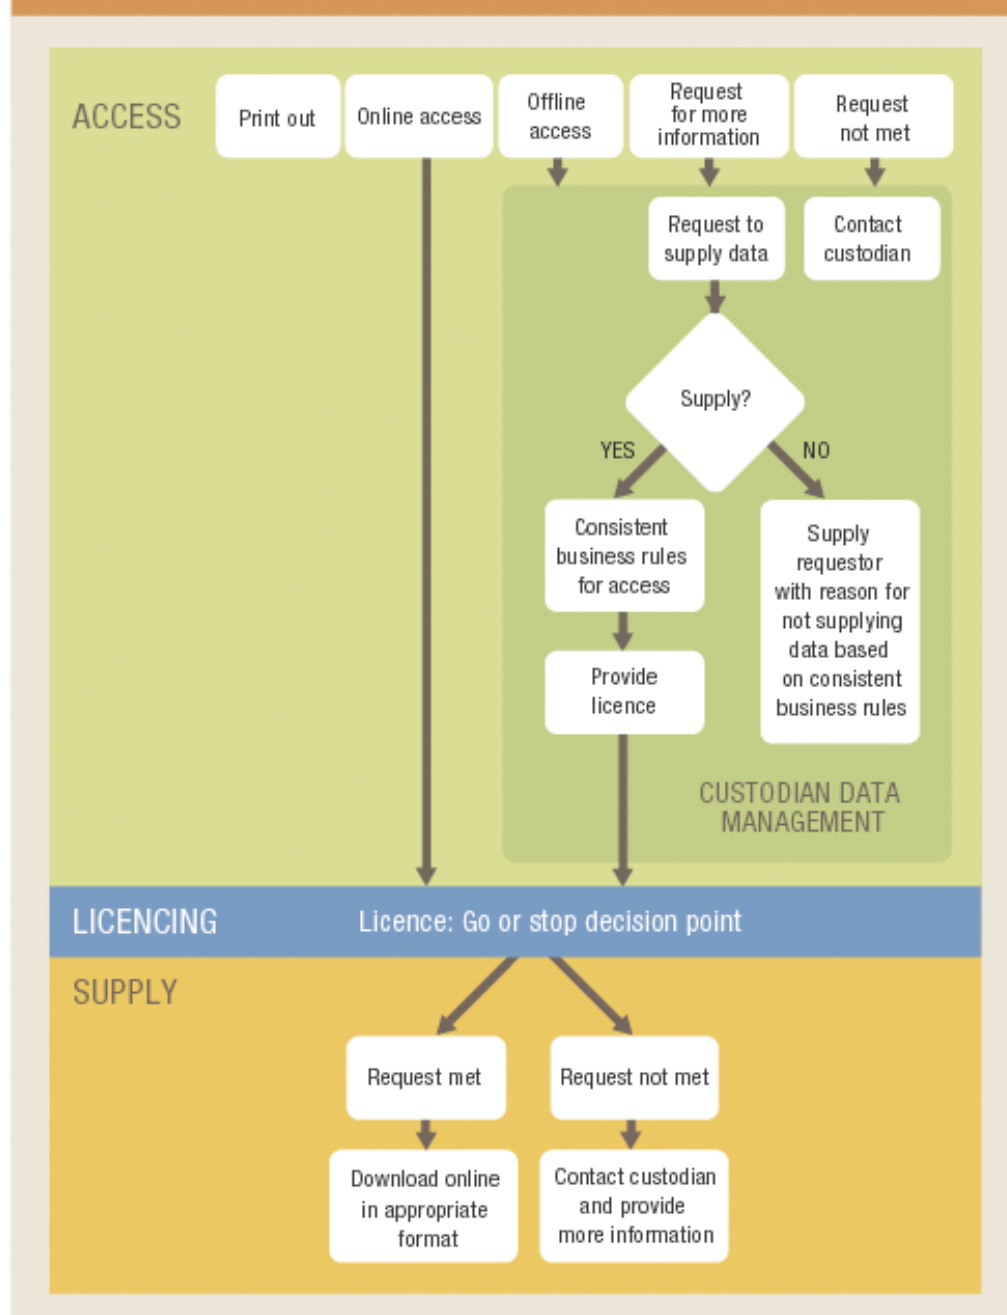 ACCESS
Print out
Online access
Offline
access
Request
for more
information
Request
not met
Request to
supply data
Contact
custodian
Supply?
YES
NO
Consistent
business rules
for access
Supply
requestor
with reason for
not supplying
data based
on consistent
business rules
Provide
licence
CUSTODIAN DATA
MANAGEMENT
LICENCING
Licence: Go or stop decision point
SUPPLY
Request met
Request not met
Download online
in appropriate
format
Contact custodian
and provide
more information